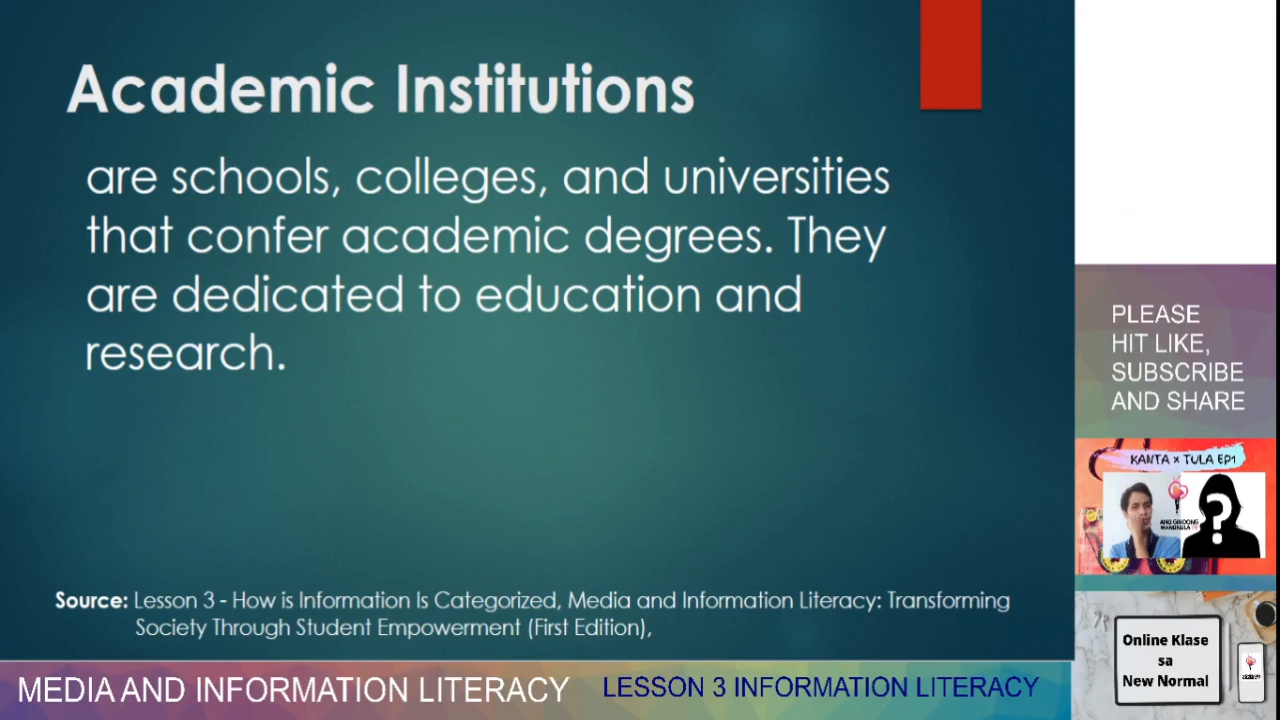 Academic Institutions
are schools, colleges, and universities
that confer academic degrees. They
are dedicated to education and
research.
Source: Lesson 3 - How is Information Is Categorized, Media and Information Literacy: Transforming
Society Through Student Empowerment (First Edition),
MEDIA AND INFORMATION LITERACY
LESSON 3 INFORMATION LITERACY
PLEASE
HIT LIKE,
SUBSCRIBE
AND SHARE
KANTA x TULA EP1
ANG GINOONG
?
Online Klase
sa
New Normal